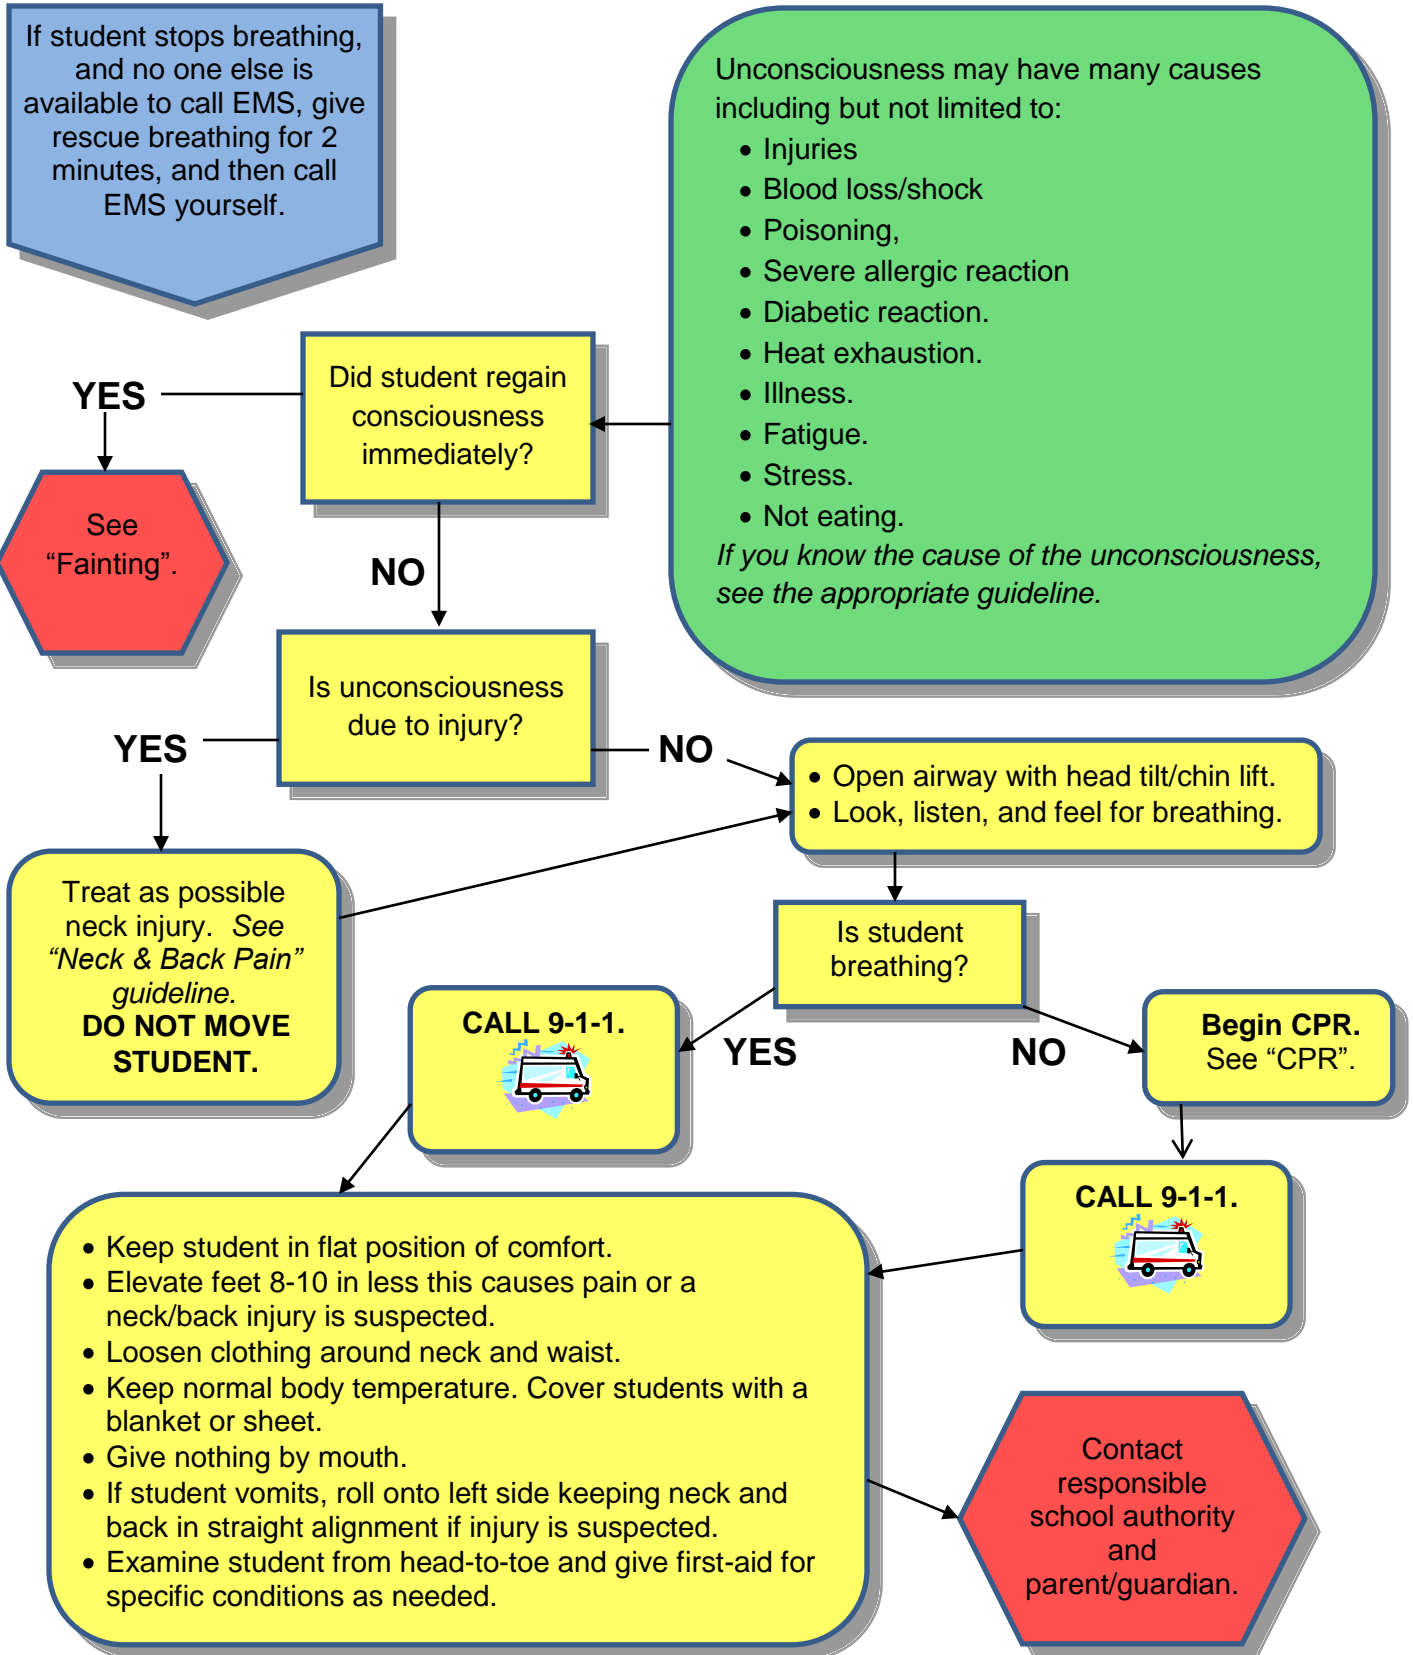 If student stops breathing,
and no one else is
available to call EMS, give
rescue breathing for 2
minutes, and then call
EMS yourself.
Unconsciousness may have many causes
including but not limited to:
• Injuries
• Blood loss/shock
• Poisoning,
• Severe allergic reaction
• Diabetic reaction.
• Heat exhaustion.
• Illness.
• Fatigue.
• Stress.
• Not eating.
If you know the cause of the unconsciousness,
see the appropriate guideline.
Did student regain
consciousness
immediately?
YES
See
“Fainting”.
NO
Is unconsciousness
due to injury?
YES
NO
• Open airway with head tilt/chin lift.
• Look, listen, and feel for breathing.
Treat as possible
neck injury. See
“Neck & Back Pain”
guideline.
DO NOT MOVE
STUDENT.
Is student
breathing?
YES
NO
CALL 9-1-1.
Begin CPR.
See “CPR”.
CALL 9-1-1.
• Keep student in flat position of comfort.
• Elevate feet 8-10 in less this causes pain or a
neck/back injury is suspected.
• Loosen clothing around neck and waist.
• Keep normal body temperature. Cover students with a
blanket or sheet.
• Give nothing by mouth.
• If student vomits, roll onto left side keeping neck and
back in straight alignment if injury is suspected.
• Examine student from head-to-toe and give first-aid for
specific conditions as needed.
Contact
responsible
school authority
and
parent/guardian.